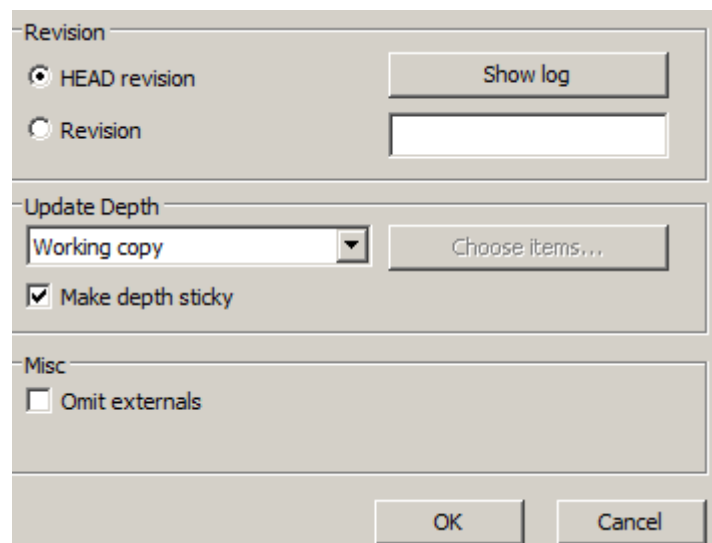 Revision
HEAD revision
Show log
Revision
Update Depth
Working copy
Choose items...
Make depth sticky
Misc
Omit externals
OK
Cancel